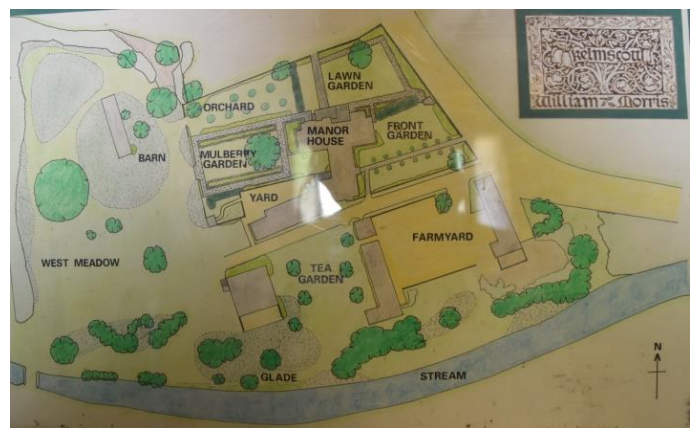 Kelmscott
William Morris
LAWN
GARDEN
ORCHARD
MANOR
HOUSE
FRONT
GARDEN
MULBERRY
GARDEN
BARN
YARD
FARMYARD
WEST MEADOW
TEA
GARDEN
GLADE
STREAM
N